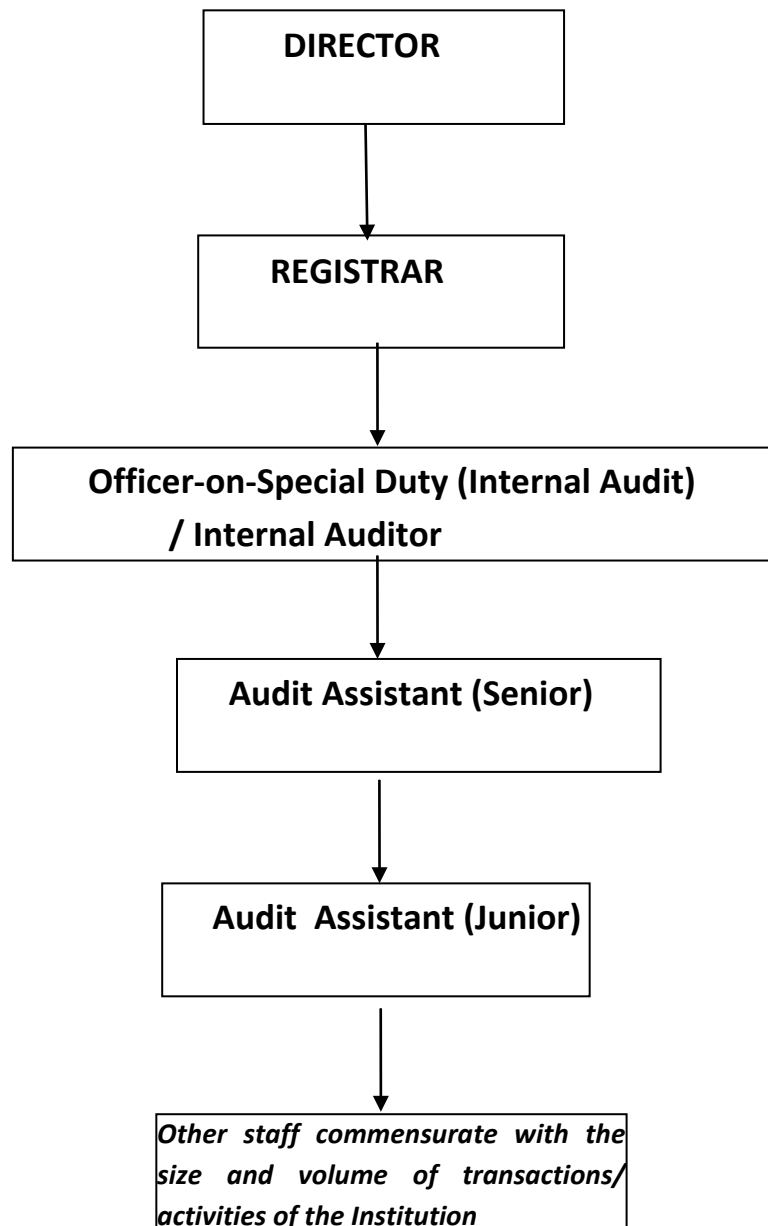 DIRECTOR
REGISTRAR
Officer-on-Special Duty (Internal Audit)
/ Internal Auditor
Audit Assistant (Senior)
Audit Assistant (Junior)
Other staff commensurate with the
size and volume of transactions/
activities of the Institution